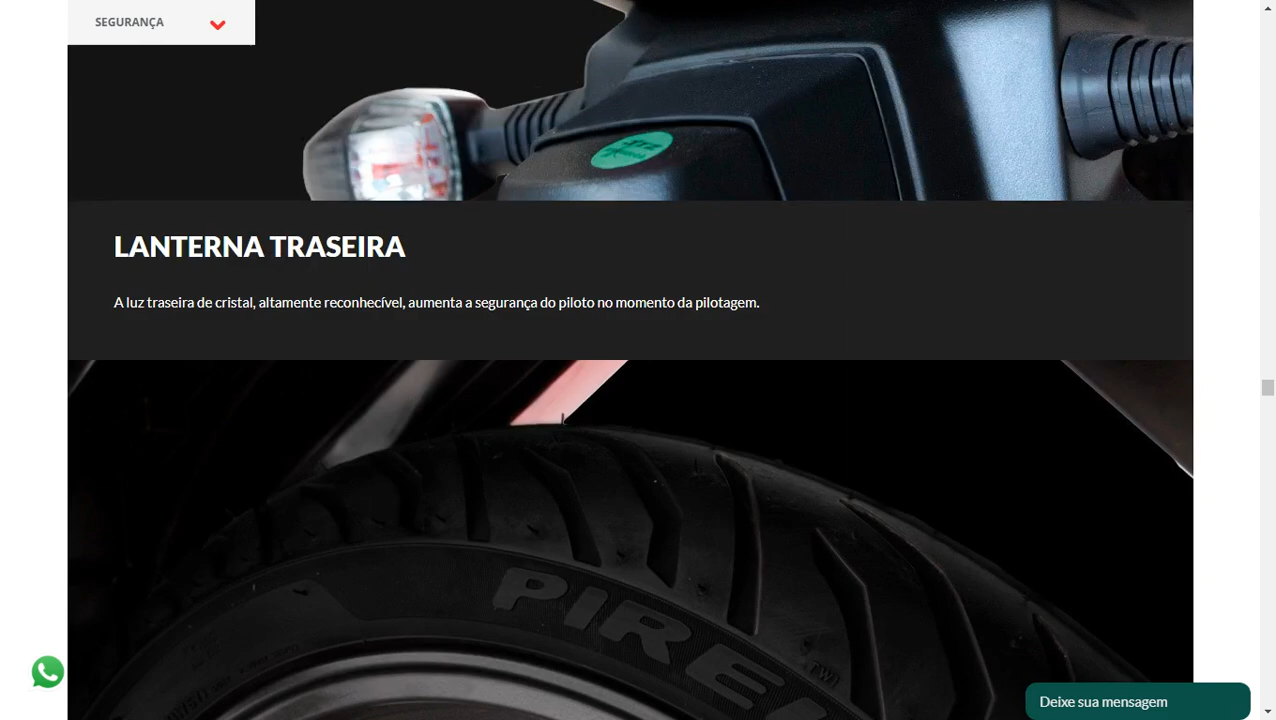 SEGURANÇA
LANTERNA TRASEIRA
A luz traseira de cristal, altamente reconhecível, aumenta a segurança do piloto no momento da pilotagem.
PIREL
TWI
Deixe sua mensagem